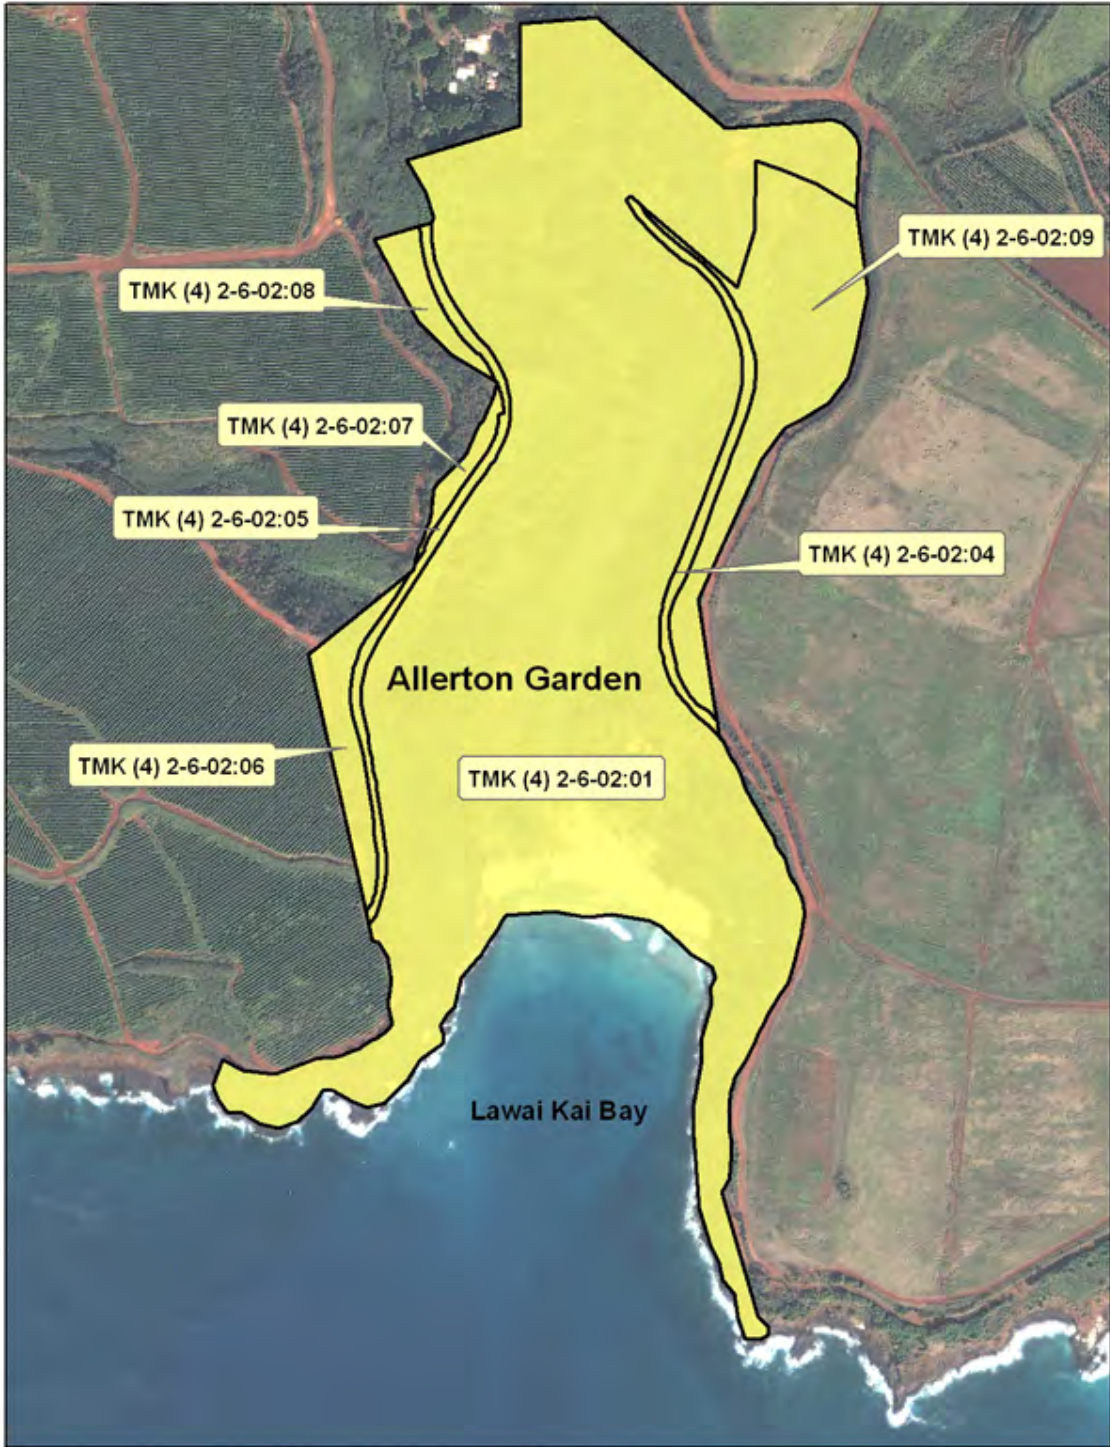 TMK (4) 2-6-02:09
TMK (4) 2-6-02:08
TMK (4) 2-6-02:07
TMK (4) 2-6-02:05
TMK (4) 2-6-02:04
Allerton Garden
TMK (4) 2-6-02:06
TMK (4) 2-6-02:01
Lawai Kai Bay